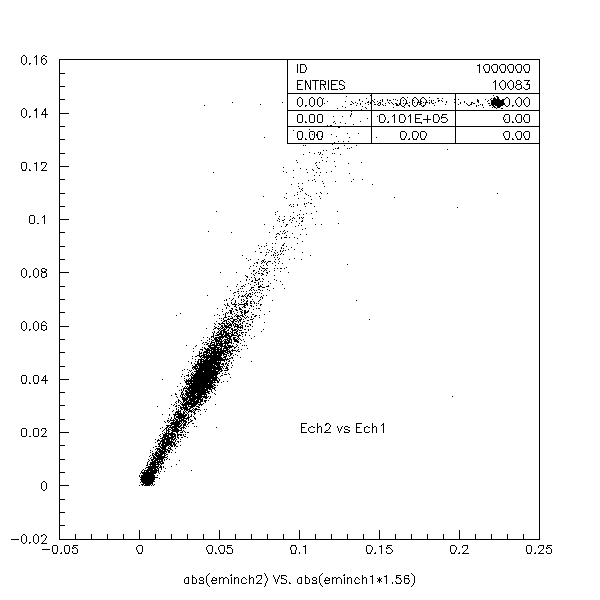 0.16
ID 1000000
ENTRIES 10083
0.00 0.00 0.00
0.00 0.101E+05 0.00
0.00 0.00 0.00
0.14
0.12
0.1
0.08
0.06
0.04
Ech2 vs Ech1
0.02
0
-0.02
-0.05 0 0.05 0.1 0.15 0.2 0.25
abs(eminch2) VS. abs(eminch1*1.56)